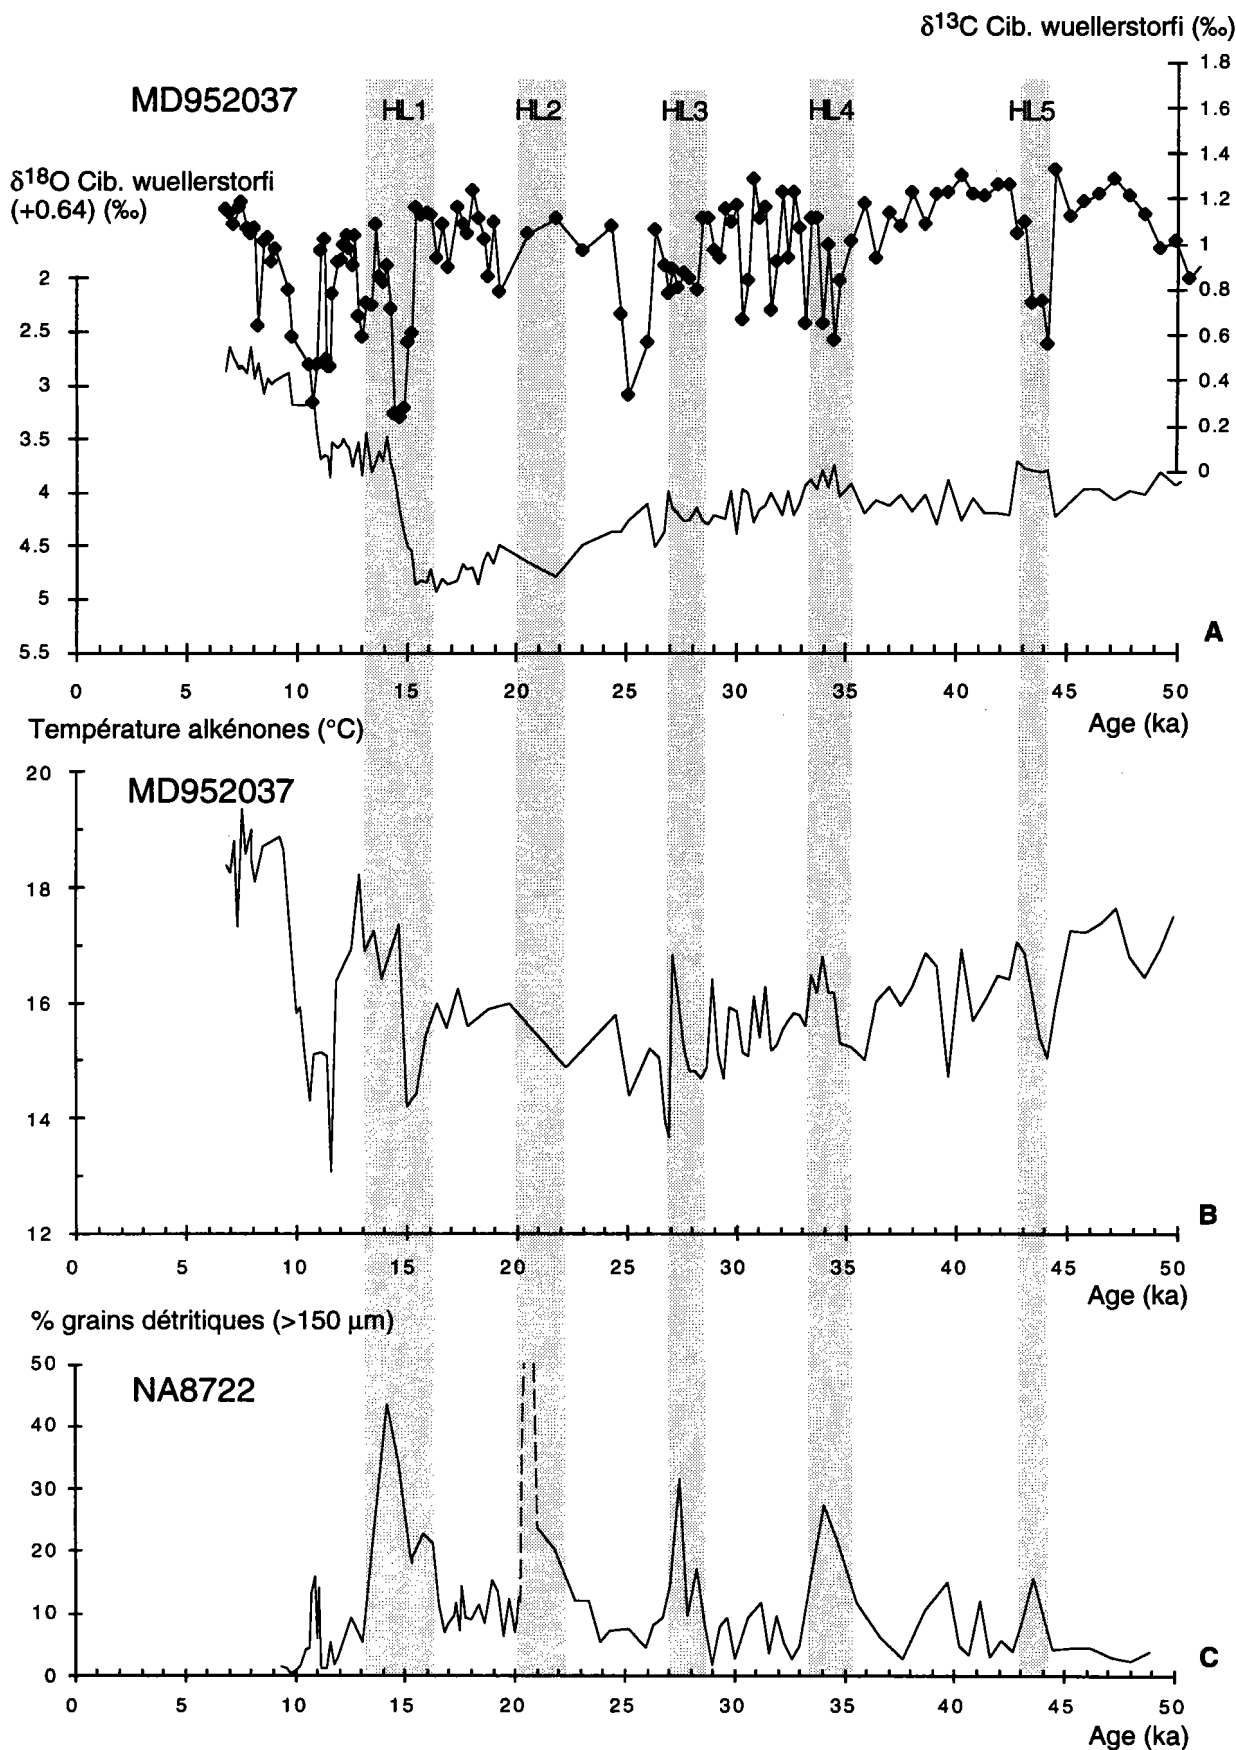 δ13C Cib. wuellerstorfi (‰)
MD952037
HL1 HL2 HL3 HL4 HL5
δ18O Cib. wuellerstorfi
(+0.64) (‰)
1.8
1.6
1.4
1.2
1
0.8
0.6
0.4
0.2
0
2
2.5
3
3.5
4
4.5
5
5.5
A
0 5 10 15 20 25 30 35 40 45 50
Age (ka)
Température alkénones (°C)
MD952037
20
18
16
14
12
B
0 5 10 15 20 25 30 35 40 45 50
Age (ka)
% grains détritiques (>150 µm)
NA8722
50
40
30
20
10
0
C
0 5 10 15 20 25 30 35 40 45 50
Age (ka)